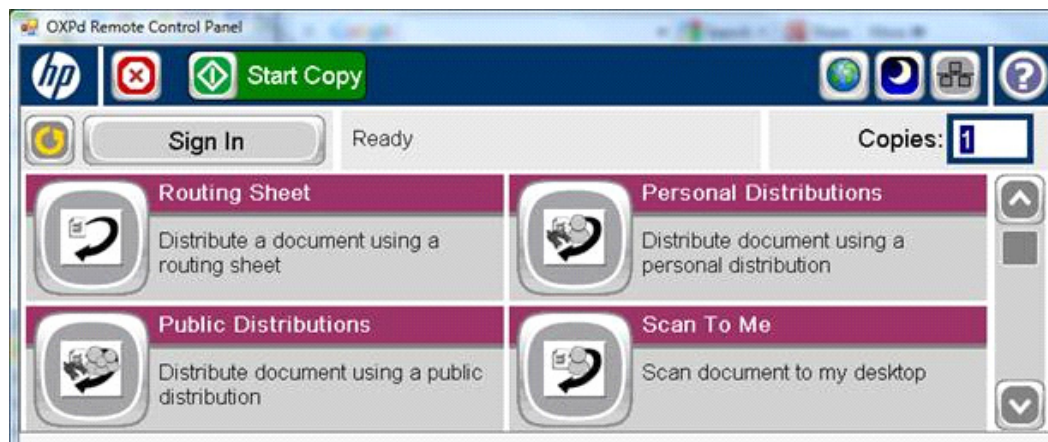 OXPd Remote Control Panel
hp
Start Copy
?
Sign In
Ready
Copies: 1
Routing Sheet
Distribute a document using a
routing sheet
Personal Distributions
Distribute document using a
personal distribution
Public Distributions
Distribute document using a public
distribution
Scan To Me
Scan document to my desktop